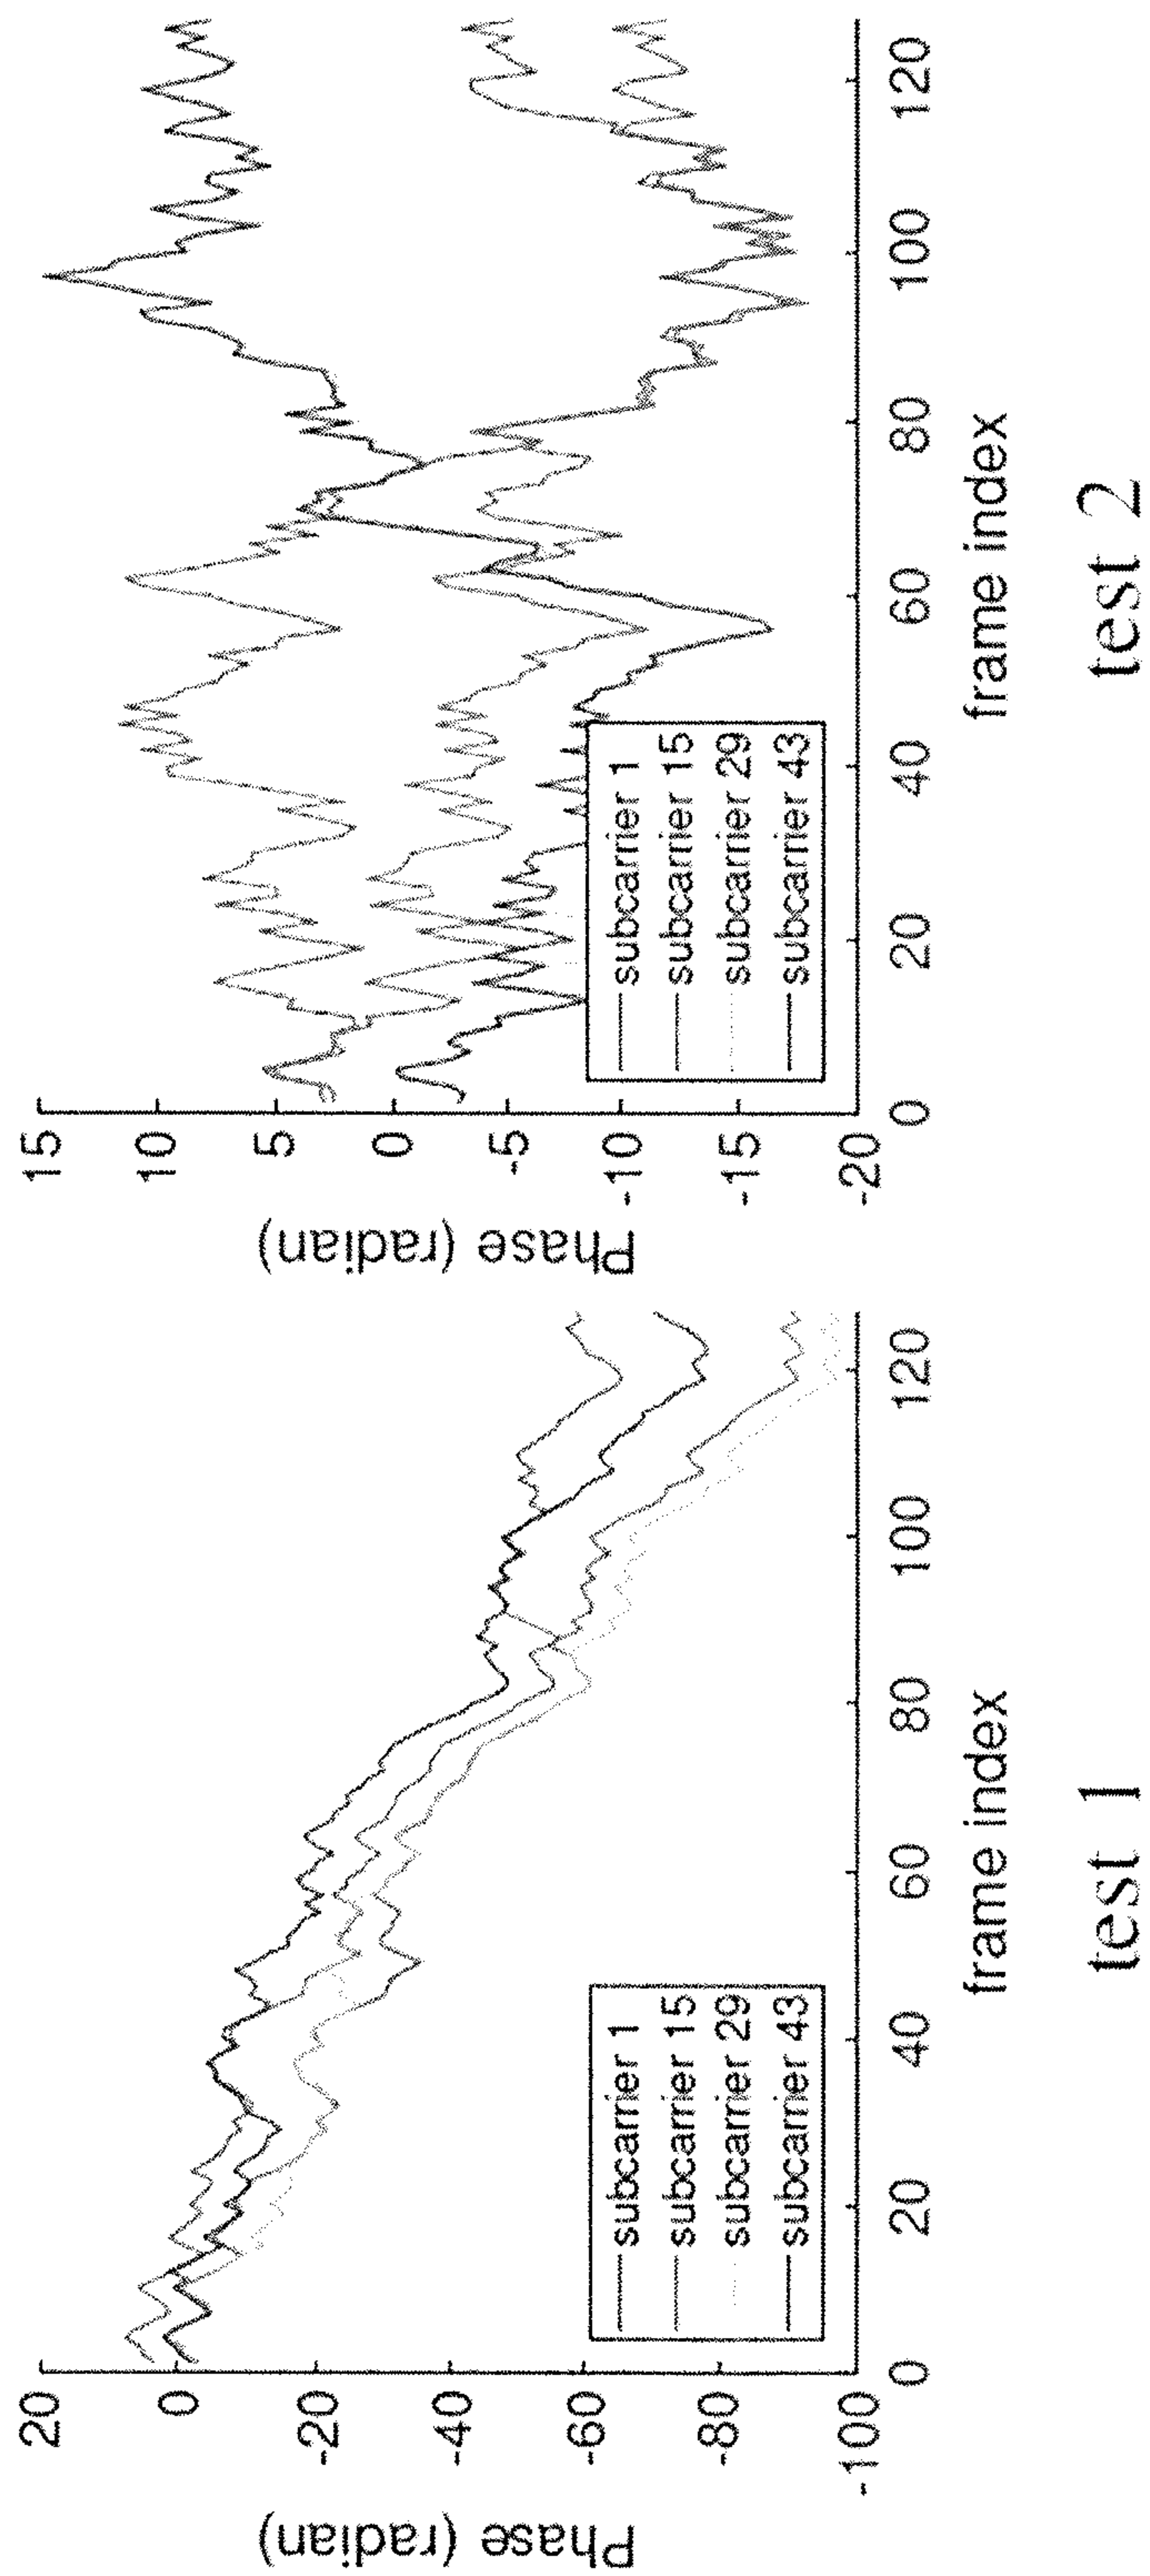 Phase (radian)
20
0
-20
-40
-60
-80
-100
0
20
40
60
80
100
120
subcarrier 1
subcarrier 15
subcarrier 29
subcarrier 43
frame index
test 1
Phase (radian)
15
10
5
0
-5
-10
-15
-20
0
20
40
60
80
100
120
subcarrier 1
subcarrier 15
subcarrier 29
subcarrier 43
frame index
test 2